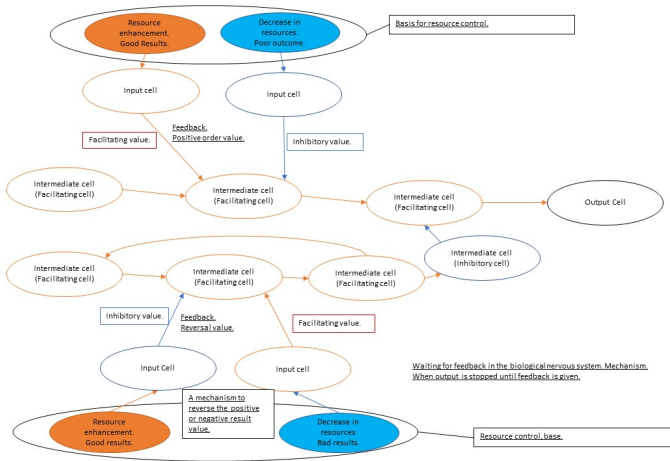 Resource
enhancement.
Good Results.
Decrease in
resources.
Poor outcome.
Basis for resource control.
Input cell
Input cell
Feedback.
Positive order value.
Facilitating value.
Inhibitory value.
Intermediate cell
(Facilitating cell)
Intermediate cell
(Facilitating cell)
Intermediate cell
(Facilitating cell)
Output Cell
Intermediate cell
(Facilitating cell)
Intermediate cell
(Facilitating cell)
Intermediate cell
(Facilitating cell)
Intermediate cell
(Inhibitory cell)
Inhibitory value.
Feedback.
Reversal value.
Facilitating value.
Input Cell
Input cell
Waiting for feedback in the biological nervous system. Mechanism.
When output is stopped until feedback is given.
A mechanism to
reverse the positive
or negative result
value.
Resource
enhancement.
Good results.
Decrease in
resources
Bad results.
Resource control, base.